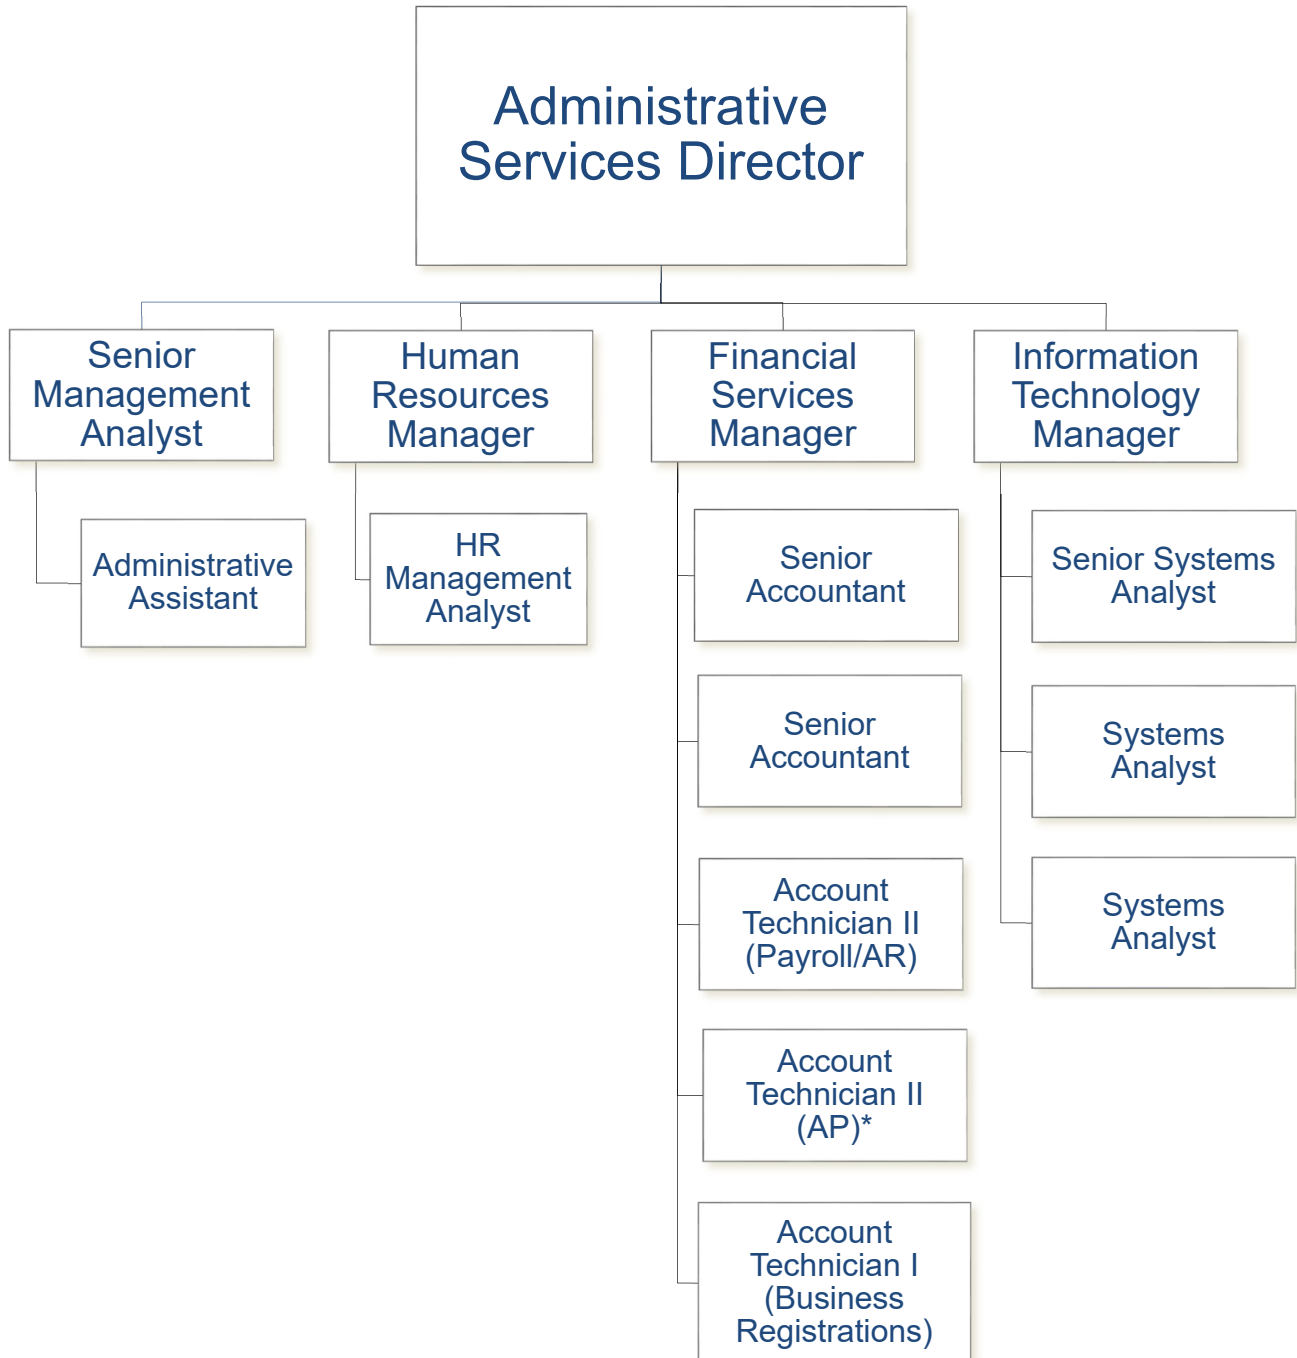 Administrative
Services Director
Senior
Management
Analyst
Human
Resources
Manager
Financial
Services
Manager
Information
Technology
Manager
Administrative
Assistant
HR
Management
Analyst
Senior
Accountant
Senior
Accountant
Account
Technician II
(Payroll/AR)
Account
Technician II
(AP)*
Account
Technician I
(Business
Registrations)
Senior Systems
Analyst
Systems
Analyst
Systems
Analyst